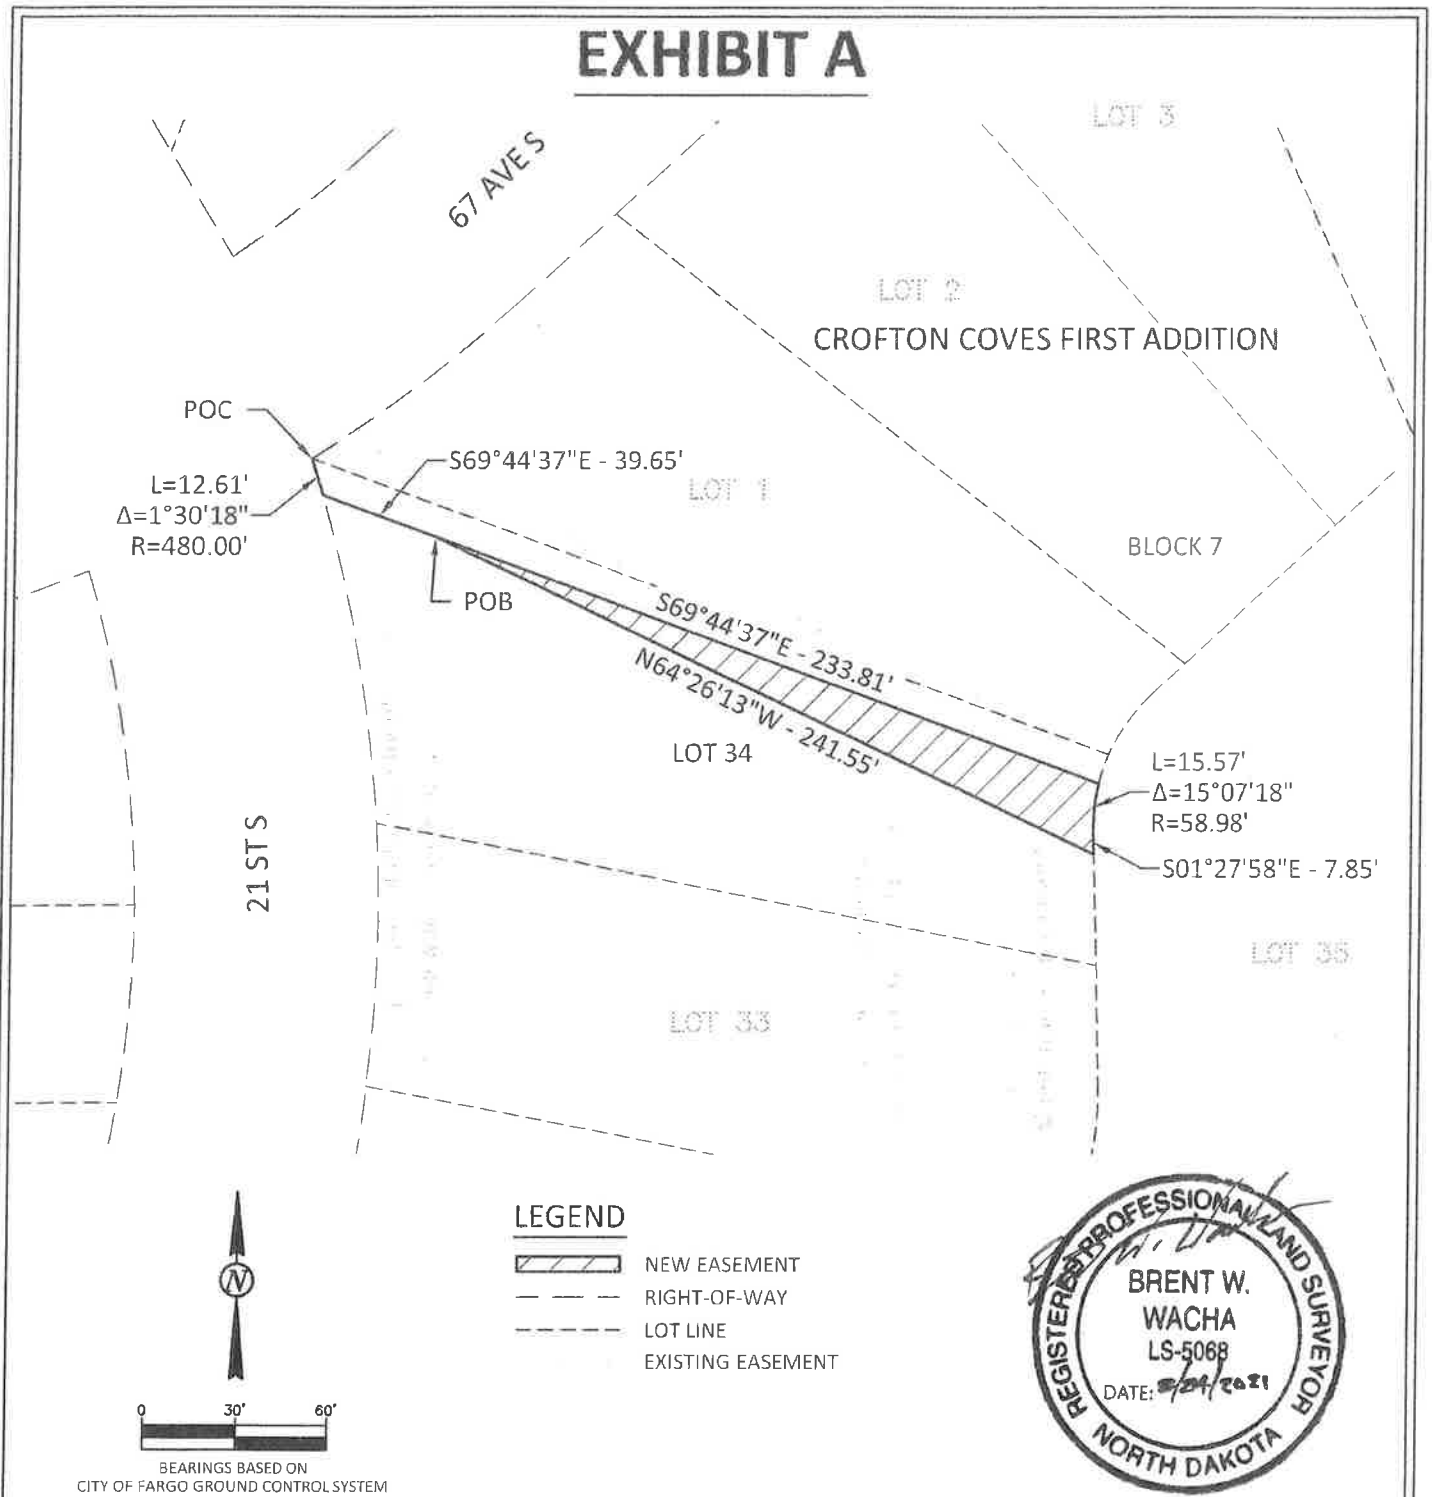 EXHIBIT A
LOT 3
67 AVE S
LOT 2
CROFTON COVES FIRST ADDITION
POC
S69°44'37"E - 39.65'
L=12.61'
Δ=1°30'18"
R=480.00'
LOT 1
BLOCK 7
POB
S69°44'37"E - 233.81'
N64°26'13"W - 241.55'
LOT 34
L=15.57'
Δ=15°07'18"
R=58.98'
S01°27'58"E - 7.85'
21 ST S
LOT 35
LOT 33
LEGEND
NEW EASEMENT
RIGHT-OF-WAY
LOT LINE
EXISTING EASEMENT
N
0 30' 60'
BEARINGS BASED ON
CITY OF FARGO GROUND CONTROL SYSTEM
REGISTERED PROFESSIONAL LAND SURVEYOR
BRENT W.
WACHA
LS-5068
DATE: /2021
NORTH DAKOTA